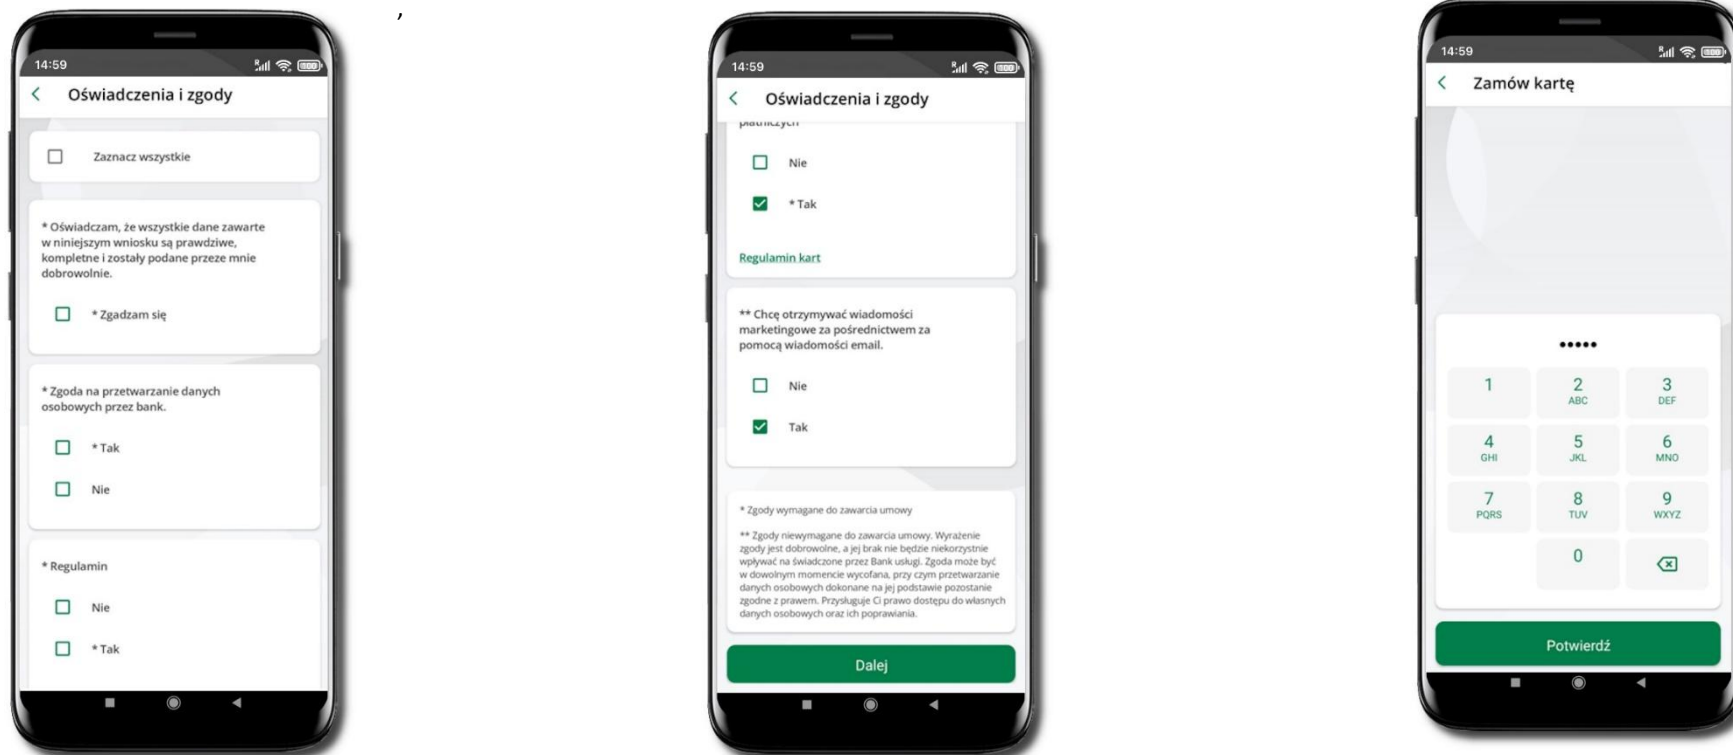 ,
14:59
Oświadczenia i zgody
Zaznacz wszystkie
* Oświadczam, że wszystkie dane zawarte
w niniejszym wniosku są prawdziwe,
kompletne i zostały podane przeze mnie
dobrowolnie.
* Zgadzam się
* Zgoda na przetwarzanie danych
osobowych przez bank.
* Tak
Nie
* Regulamin
Nie
* Tak
14:59
Oświadczenia i zgody
płatniczych
Nie
* Tak
Regulamin kart
** Chcę otrzymywać wiadomości
marketingowe za pośrednictwem za
pomocą wiadomości email.
Nie
Tak
* Zgody wymagane do zawarcia umowy
** Zgody niewymagane do zawarcia umowy. Wyrażenie
zgody jest dobrowolne, a jej brak nie będzie niekorzystnie
wpływać na świadczone przez Bank usługi. Zgoda może być
w dowolnym momencie wycofana, przy czym przetwarzanie
danych osobowych dokonane na jej podstawie pozostanie
zgodne z prawem. Przysługuje Ci prawo dostępu do własnych
danych osobowych oraz ich poprawiania.
Dalej
14:59
Zamów kartę
•••••
1 2 3
ABC DEF
4 5 6
GHI JKL MNO
7 8 9
PQRS TUV WXYZ
0
Potwierdź